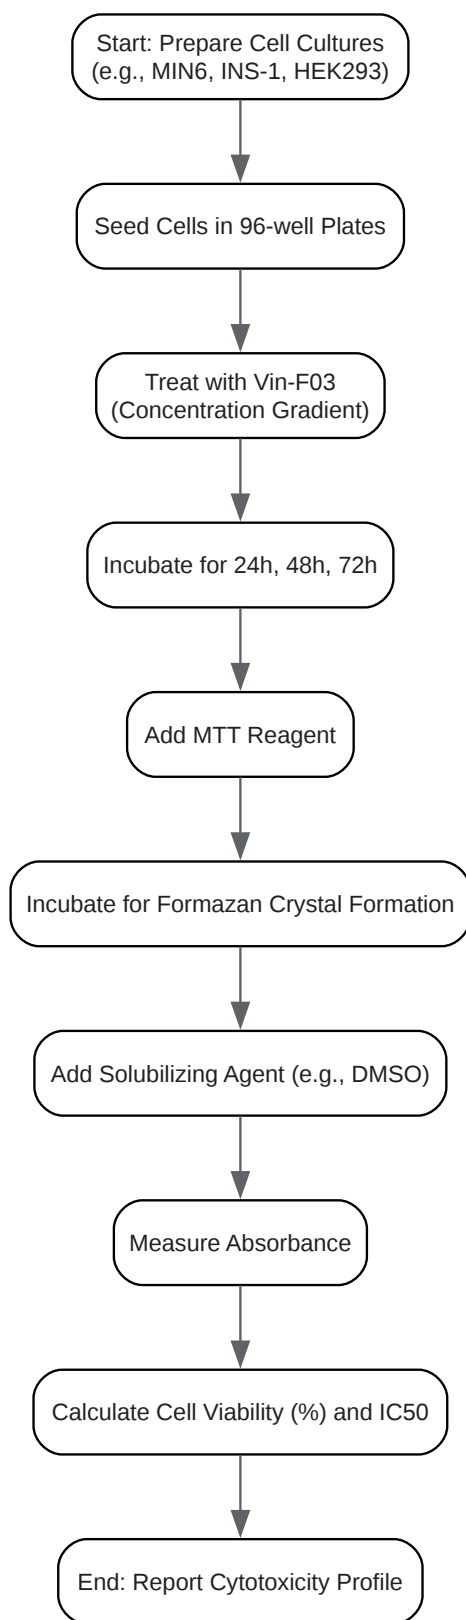 Start: Prepare Cell Cultures
(e.g., MIN6, INS-1, HEK293)
Seed Cells in 96-well Plates
Treat with Vin-F03
(Concentration Gradient)
Incubate for 24h, 48h, 72h
Add MTT Reagent
Incubate for Formazan Crystal Formation
Add Solubilizing Agent (e.g., DMSO)
Measure Absorbance
Calculate Cell Viability (%) and IC50
End: Report Cytotoxicity Profile